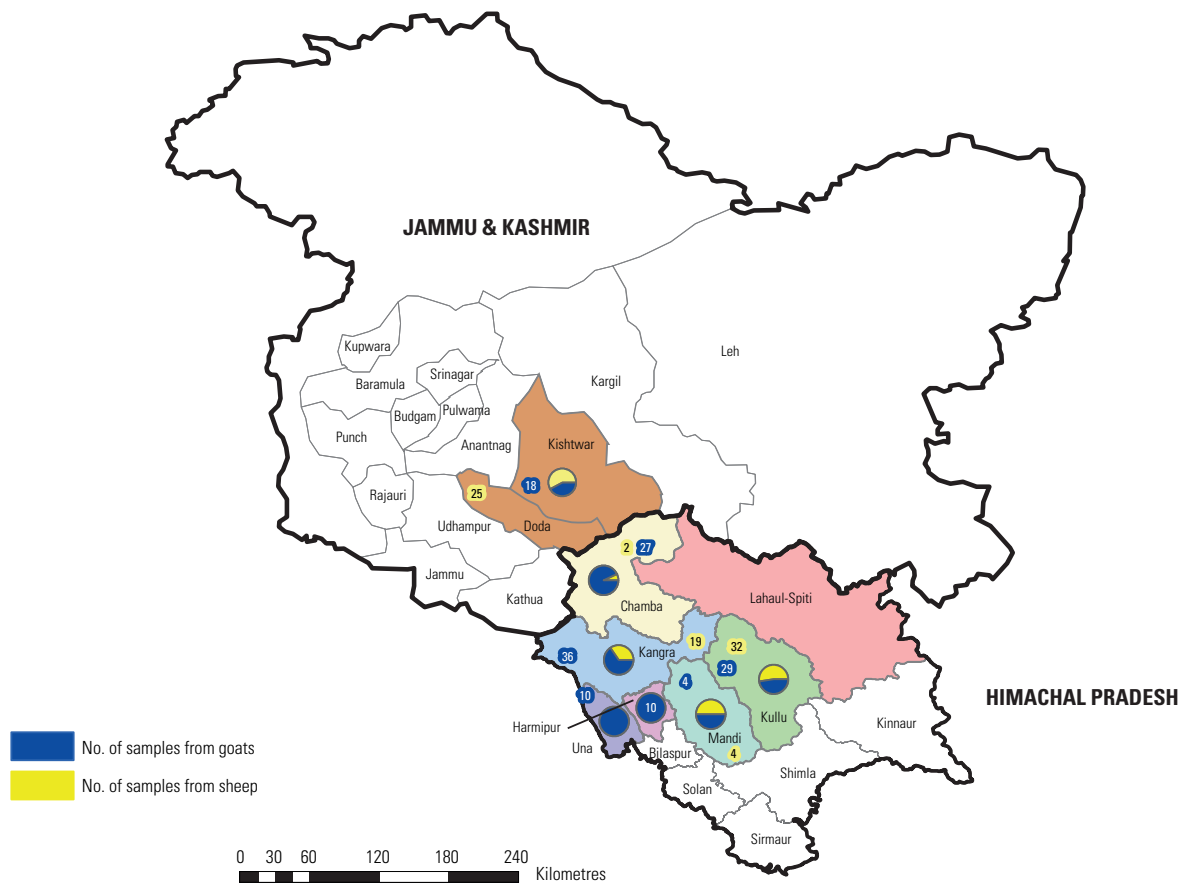 JAMMU & KASHMIR
Leh
Kupwara
Srinagar
Kargil
Baramula
Budgam
Pulwama
Punch
Anantnag
Kishtwar
18
25
Rajauri
Udhampur
Doda
2
27
Jammu
Kathua
Chamba
Lahaul-Spiti
19
32
36
Kangra
29
4
10
10
HIMACHAL PRADESH
Harmipur
Kullu
Kinnaur
Mandi
Una
Bilaspur
4
No. of samples from goats
Shimla
No. of samples from sheep
Solan
Sirmaur
0 30 60 120 180 240
Kilometres